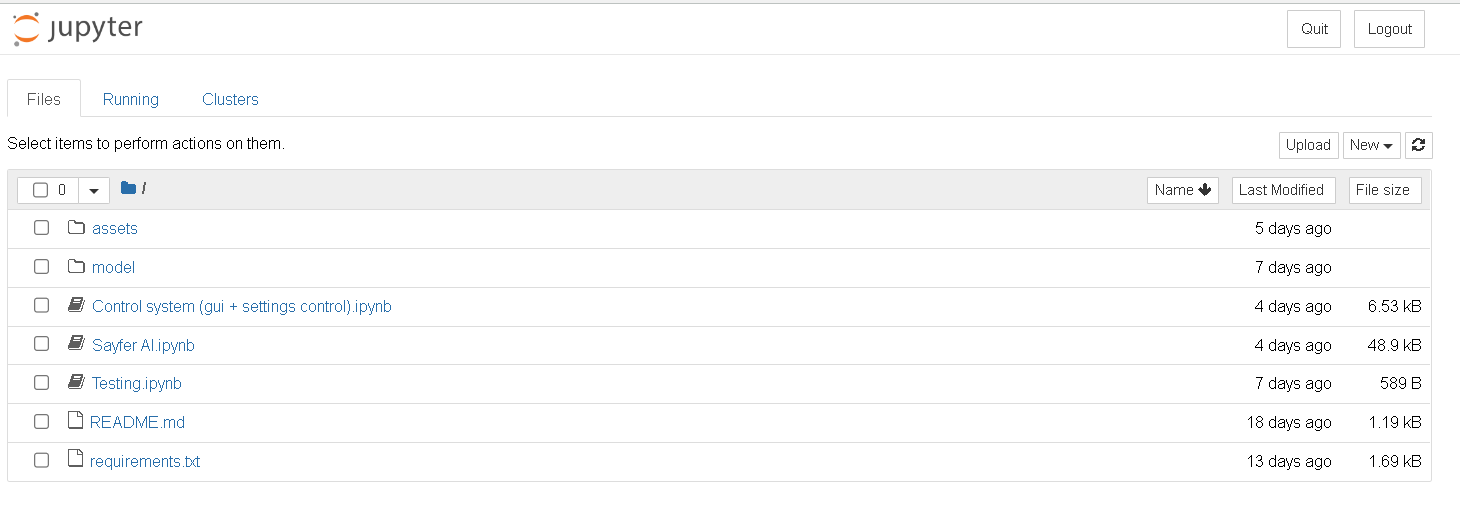 jupyter Quit Logout
Files Running Clusters
Select items to perform actions on them. Upload New
0 / Name Last Modified File size
assets 5 days ago
model 7 days ago
Control system (gui + settings control).ipynb 4 days ago 6.53 kB
Sayfer AI.ipynb 4 days ago 48.9 kB
Testing.ipynb 7 days ago 589 B
README.md 18 days ago 1.19 kB
requirements.txt 13 days ago 1.69 kB